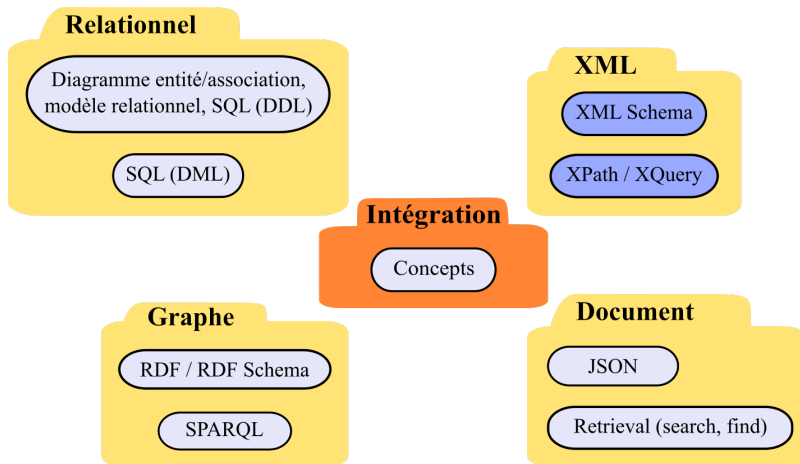 Relationnel
Diagramme entité/association,
modèle relationnel, SQL (DDL)
SQL (DML)
XML
XML Schema
XPath / XQuery
Intégration
Concepts
Graphe
RDF / RDF Schema
SPARQL
Document
JSON
Retrieval (search, find)